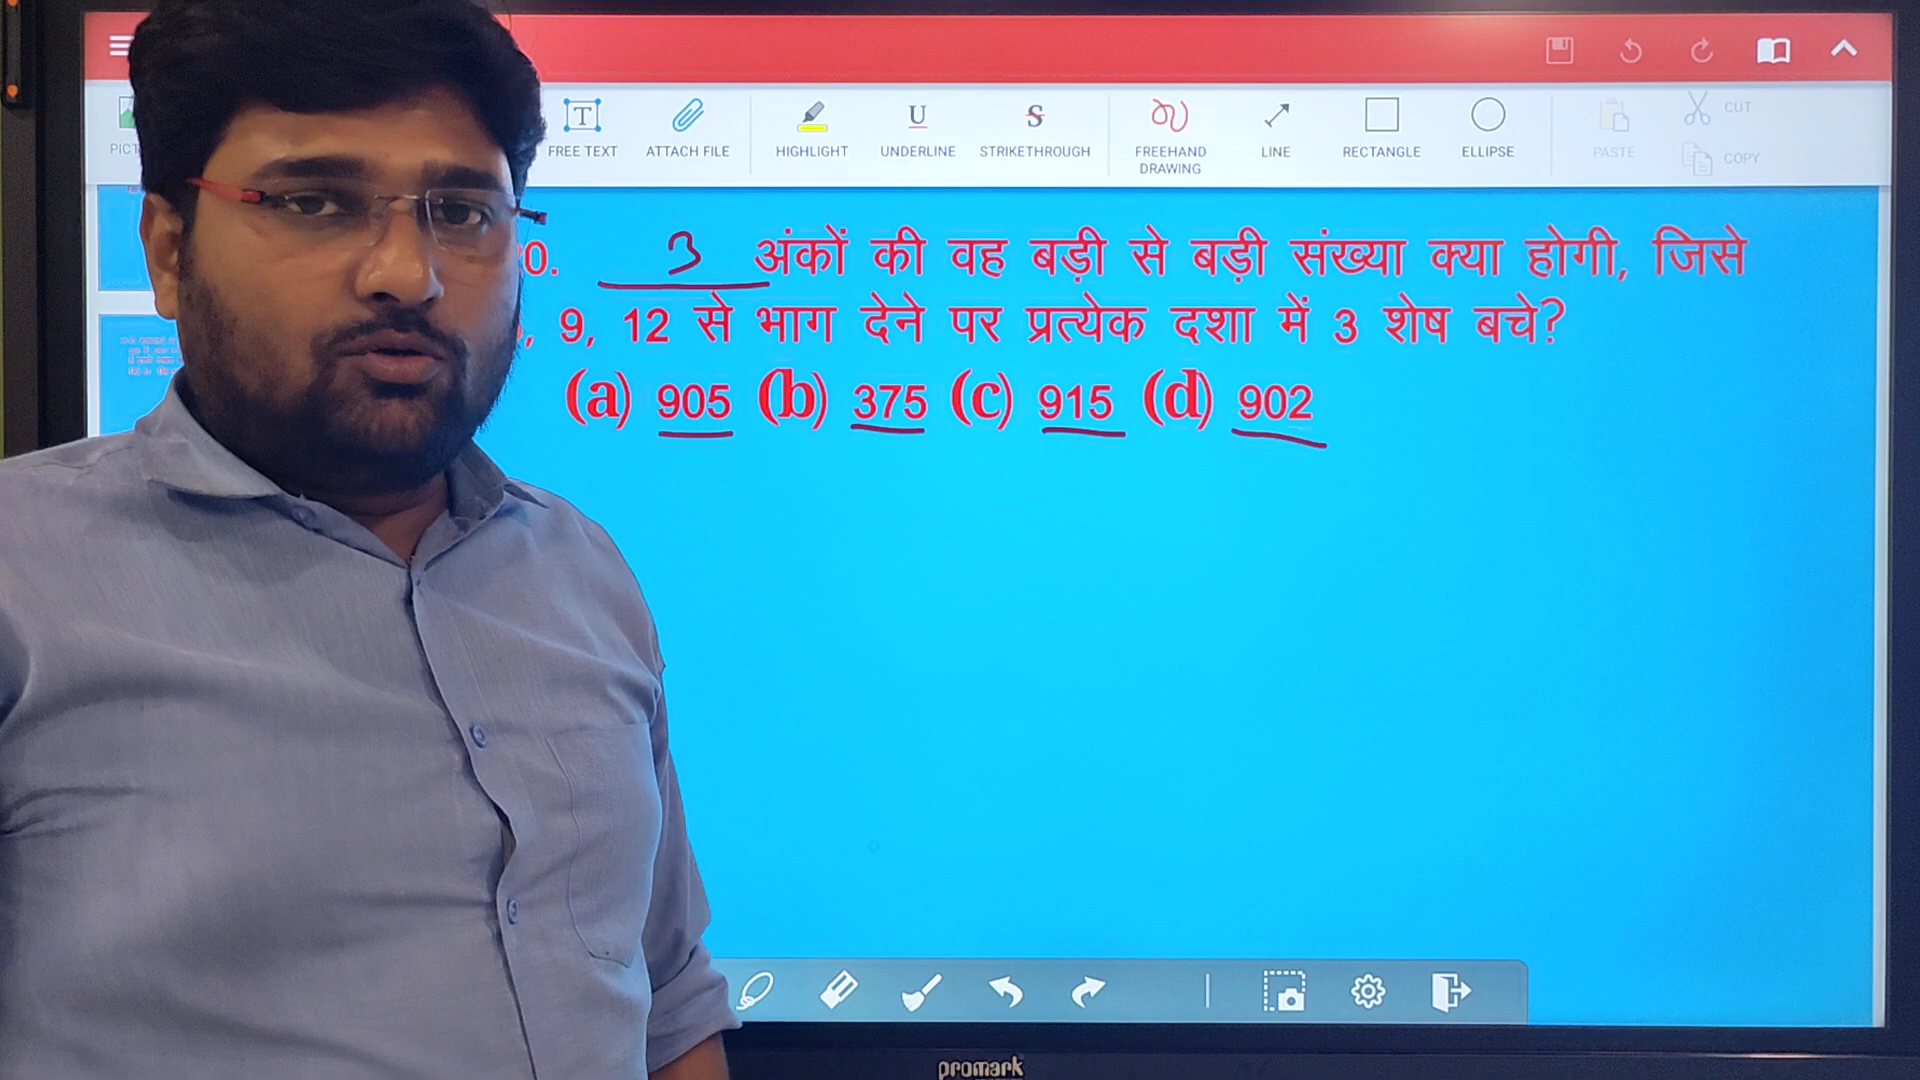 FREE TEXT ATTACH FILE HIGHLIGHT UNDERLINE STRIKETHROUGH FREEHAND DRAWING LINE RECTANGLE ELLIPSE PASTE CUT
COPY
0. 3 अंकों की वह बड़ी से बड़ी संख्या क्या होगी, जिसे
, 9, 12 से भाग देने पर प्रत्येक दशा में 3 शेष बचे?
(a) 905 (b) 375 (c) 915 (d) 902
promark